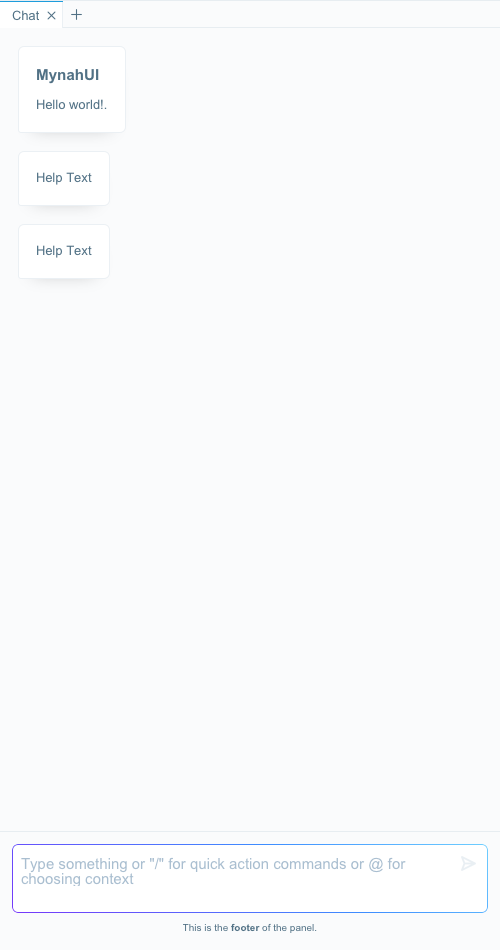 Chat
MynahUI
Hello world!.
Help Text
Help Text
Type something or "/" for quick action commands or @ for
choosing context
This is the footer of the panel.